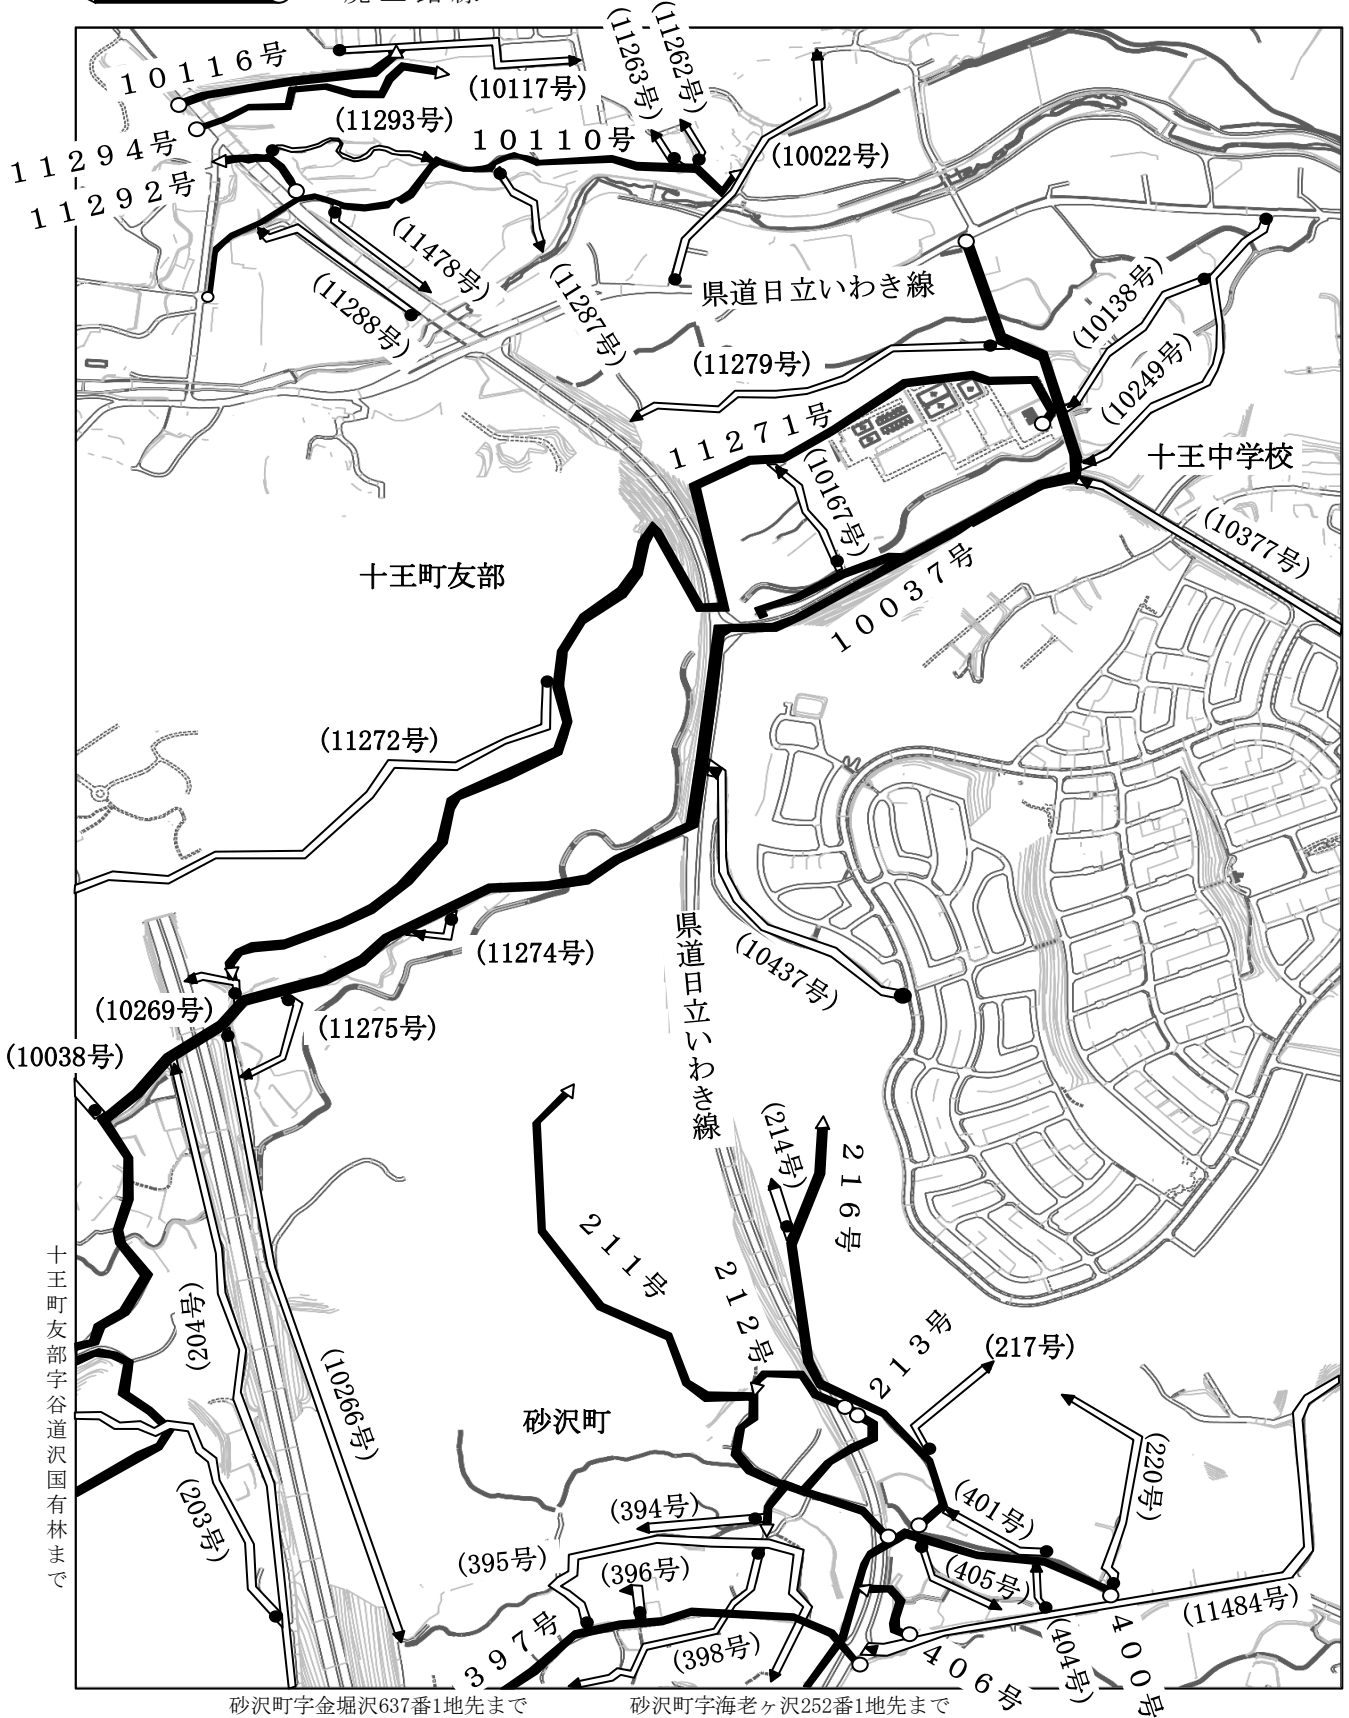 廃止路線
１０１１６号
(10117号)
(11263号)
(11262号)
(11293号)
１１２９４号
１０１１０号
(10022号)
１１２９２号
(11478号)
(11288号)
(11287号)
県道日立いわき線
(10138号)
(11279号)
(10249号)
１１２７１号
(10167号)
十王中学校
(10377号)
十王町友部
１００３７号
(11272号)
(11274号)
県道日立いわき線
(10437号)
(10269号)
(11275号)
(10038号)
(214号)
２１６号
２１１号
２１２号
(204号)
２１３号
(217号)
(10266号)
砂沢町
十王町友部字谷道沢国有林まで
(220号)
(203号)
(394号)
(401号)
(395号)
(396号)
(405号)
(11484号)
３９７号
(398号)
４０６号
(404号)
４００号
砂沢町字金堀沢637番1地先まで
砂沢町字海老ヶ沢252番1地先まで